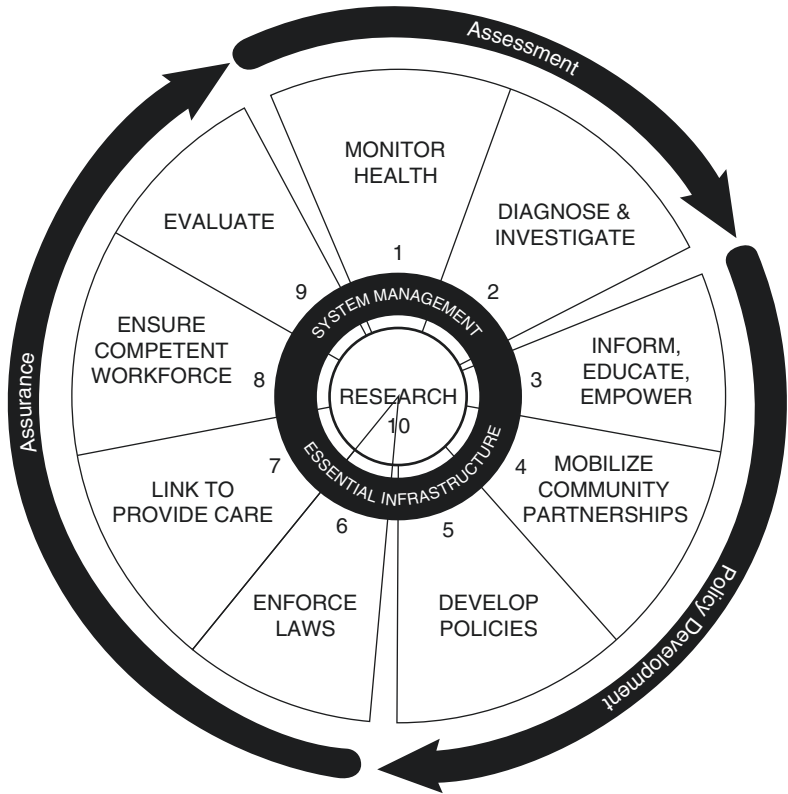 Assessment
MONITOR
HEALTH
1
DIAGNOSE &
INVESTIGATE
2
INFORM,
EDUCATE,
EMPOWER
3
MOBILIZE
COMMUNITY
PARTNERSHIPS
4
Policy Development
DEVELOP
POLICIES
5
ENFORCE
LAWS
6
LINK TO
PROVIDE CARE
7
ENSURE
COMPETENT
WORKFORCE
8
EVALUATE
9
Assurance
SYSTEM MANAGEMENT
RESEARCH
10
ESSENTIAL INFRASTRUCTURE